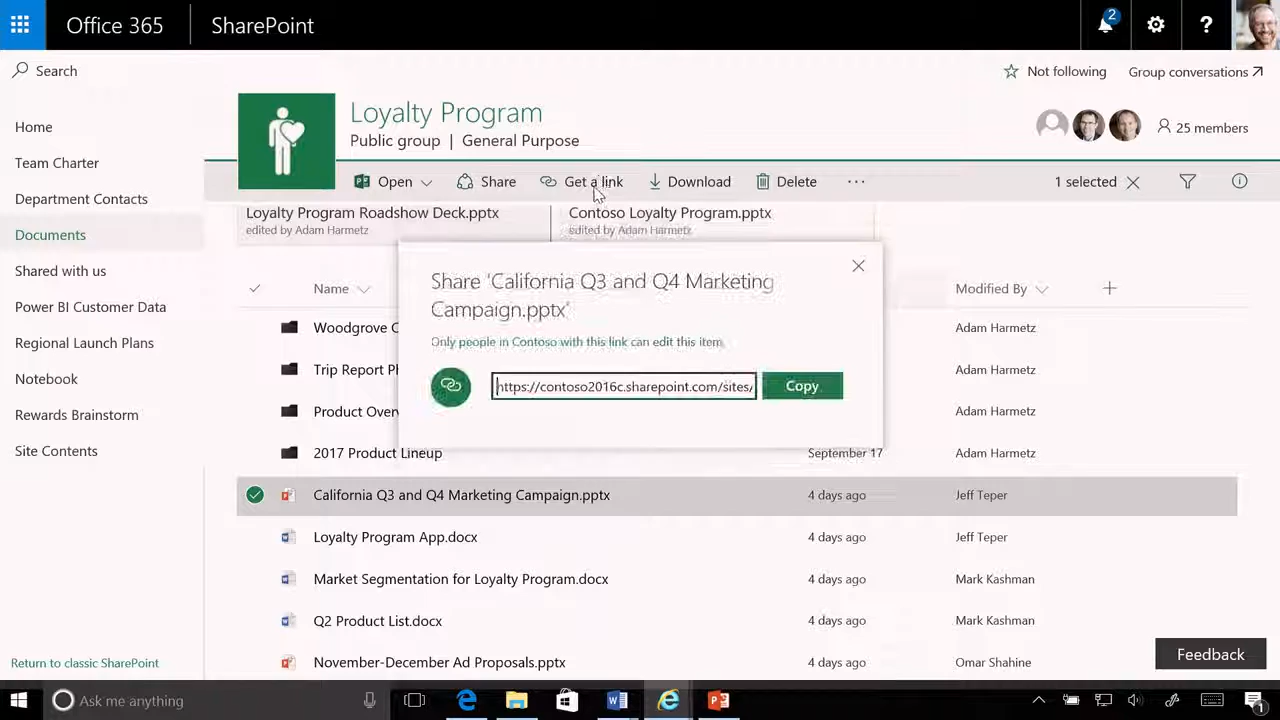 Office 365
SharePoint
2
?
Search
Not following
Group conversations
Home
Team Charter
Department Contacts
Documents
Shared with us
Power BI Customer Data
Regional Launch Plans
Notebook
Rewards Brainstorm
Site Contents
Return to classic SharePoint
Loyalty Program
Public group | General Purpose
25 members
Open
Share
Get a link
Download
Delete
...
1 selected
Loyalty Program Roadshow Deck.pptx
edited by Adam Harmetz
Contoso Loyalty Program.pptx
edited by Adam Harmetz
Share 'California Q3 and Q4 Marketing
Campaign.pptx'
Only people in Contoso with this link can edit this item.
https://contoso2016c.sharepoint.com/sites/
Copy
Name
Modified By
Woodgrove
Adam Harmetz
Trip Report
Adam Harmetz
Product
Adam Harmetz
2017 Product Lineup
September 17
Adam Harmetz
California Q3 and Q4 Marketing Campaign.pptx
4 days ago
Jeff Teper
Loyalty Program App.docx
4 days ago
Jeff Teper
Market Segmentation for Loyalty Program.docx
4 days ago
Mark Kashman
Q2 Product List.docx
4 days ago
Mark Kashman
November-December Ad Proposals.pptx
4 days ago
Omar Shahine
Feedback
Ask me anything
1